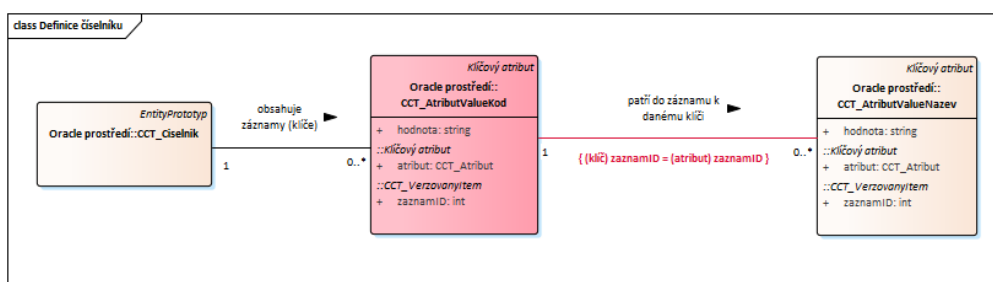 class Definice číselníku
EntityPrototyp
Oracle prostředí::CCT_Ciselnik
obsahuje
záznamy (klíče)
1
0..*
Klíčový atribut
Oracle prostředí::
CCT_AtributValueKod
+ hodnota: string
::Klíčový atribut
+ atribut: CCT_Atribut
::CCT_VerzovanyItem
+ zaznamID: int
patří do záznamu k
danému klíči
1
{ (klíč) zaznamID = (atribut) zaznamID }
0..*
Klíčový atribut
Oracle prostředí::
CCT_AtributValueNazev
+ hodnota: string
::Klíčový atribut
+ atribut: CCT_Atribut
::CCT_VerzovanyItem
+ zaznamID: int